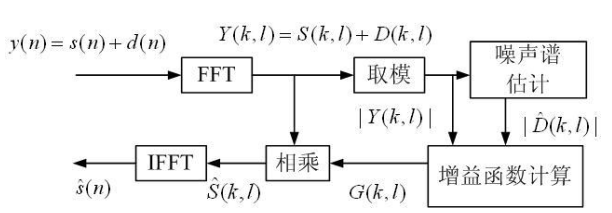 y(n) = s(n) + d(n)
Y(k,l) = S(k,l) + D(k,l)
FFT
取模
噪声谱
估计
|Y(k,l)|
|D̂(k,l)|
IFFT
相乘
增益函数计算
ŝ(n)
Ŝ(k,l)
G(k,l)